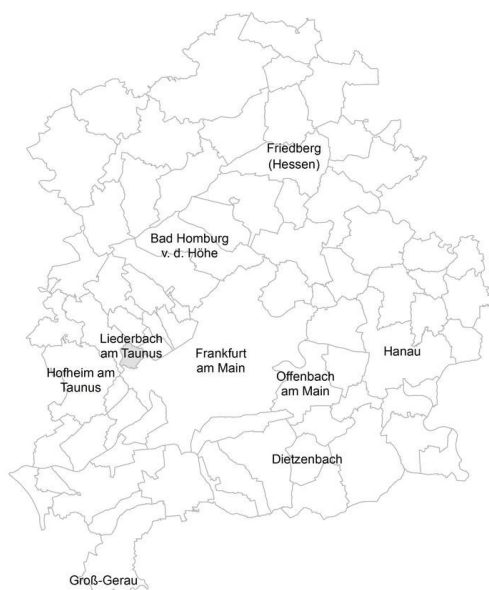 Friedberg
(Hessen)
Bad Homburg
v. d. Höhe
Liederbach
am Taunus
Hofheim am
Taunus
Frankfurt
am Main
Offenbach
am Main
Hanau
Dietzenbach
Groß-Gerau